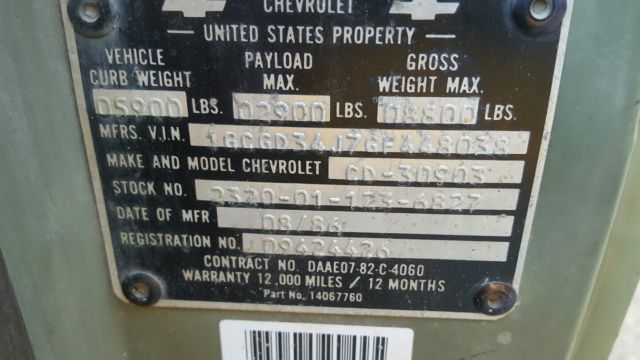 CHEVROLET
UNITED STATES PROPERTY
VEHICLE CURB WEIGHT PAYLOAD MAX. GROSS WEIGHT MAX.
05900 LBS. 02900 LBS. 08800 LBS.
MFRS. V.I.N. 1GCGD34J7GF448038
MAKE AND MODEL CHEVROLET CD-30903
STOCK NO. 2320-01-123-6827
DATE OF MFR. 08/86
REGISTRATION NO. D9424426
CONTRACT NO. DAAE07-82-C-4060
WARRANTY 12,000 MILES / 12 MONTHS
Part No. 14067760